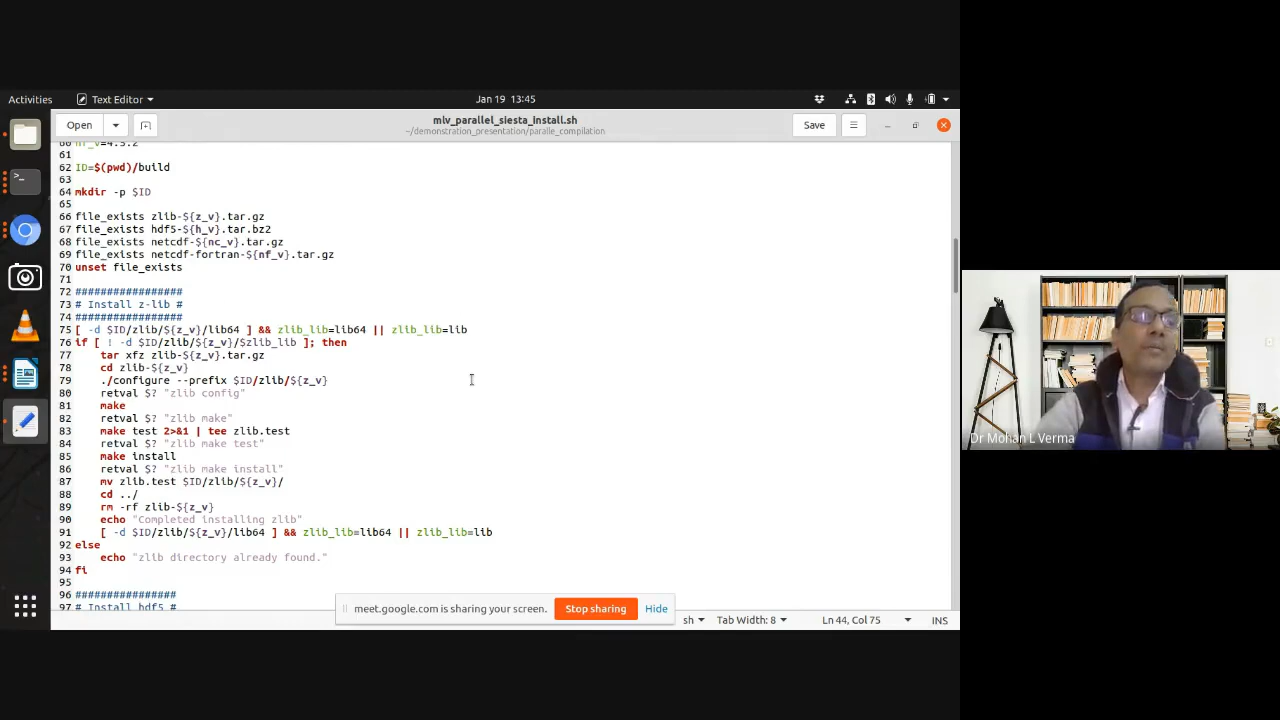 Activities
Text Editor
Jan 19 13:45
Open
mlv_parallel_siesta_install.sh
~/demonstration_presentation/paralle_compilation
Save
60 nf_v=4.5.2
61
62 ID=$(pwd)/build
63
64 mkdir -p $ID
65
66 file_exists zlib-${z_v}.tar.gz
67 file_exists hdf5-${h_v}.tar.bz2
68 file_exists netcdf-${nc_v}.tar.gz
69 file_exists netcdf-fortran-${nf_v}.tar.gz
70 unset file_exists
71
72 #################
73 # Install z-lib #
74 #################
75 [ -d $ID/zlib/${z_v}/lib64 ] && zlib_lib=lib64 || zlib_lib=lib
76 if [ ! -d $ID/zlib/${z_v}/$zlib_lib ]; then
77 tar xfz zlib-${z_v}.tar.gz
78 cd zlib-${z_v}
79 ./configure --prefix $ID/zlib/${z_v}
80 retval $? "zlib config"
81 make
82 retval $? "zlib make"
83 make test 2>&1 | tee zlib.test
84 retval $? "zlib make test"
85 make install
86 retval $? "zlib make install"
87 mv zlib.test $ID/zlib/${z_v}/
88 cd ../
89 rm -rf zlib-${z_v}
90 echo "Completed installing zlib"
91 [ -d $ID/zlib/${z_v}/lib64 ] && zlib_lib=lib64 || zlib_lib=lib
92 else
93 echo "zlib directory already found."
94 fi
95
96 ################
97 # Install hdf5 #
meet.google.com is sharing your screen.
Stop sharing
Hide
sh
Tab Width: 8
Ln 44, Col 75
INS
Dr Mohan L Verma